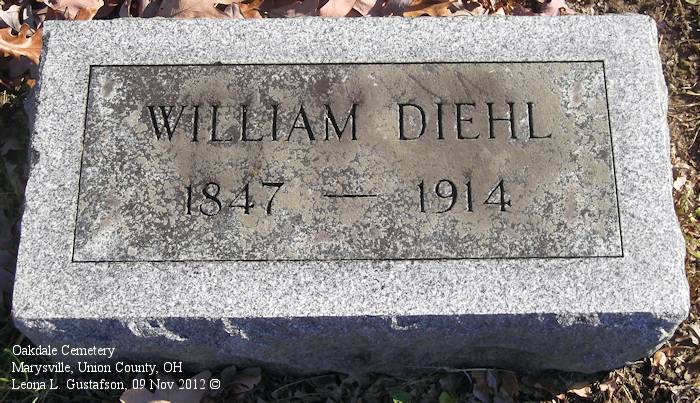 WILLIAM DIEHL
1847 — 1914
Oakdale Cemetery
Marysville, Union County, OH
Leona L. Gustafson, 09 Nov 2012 ©